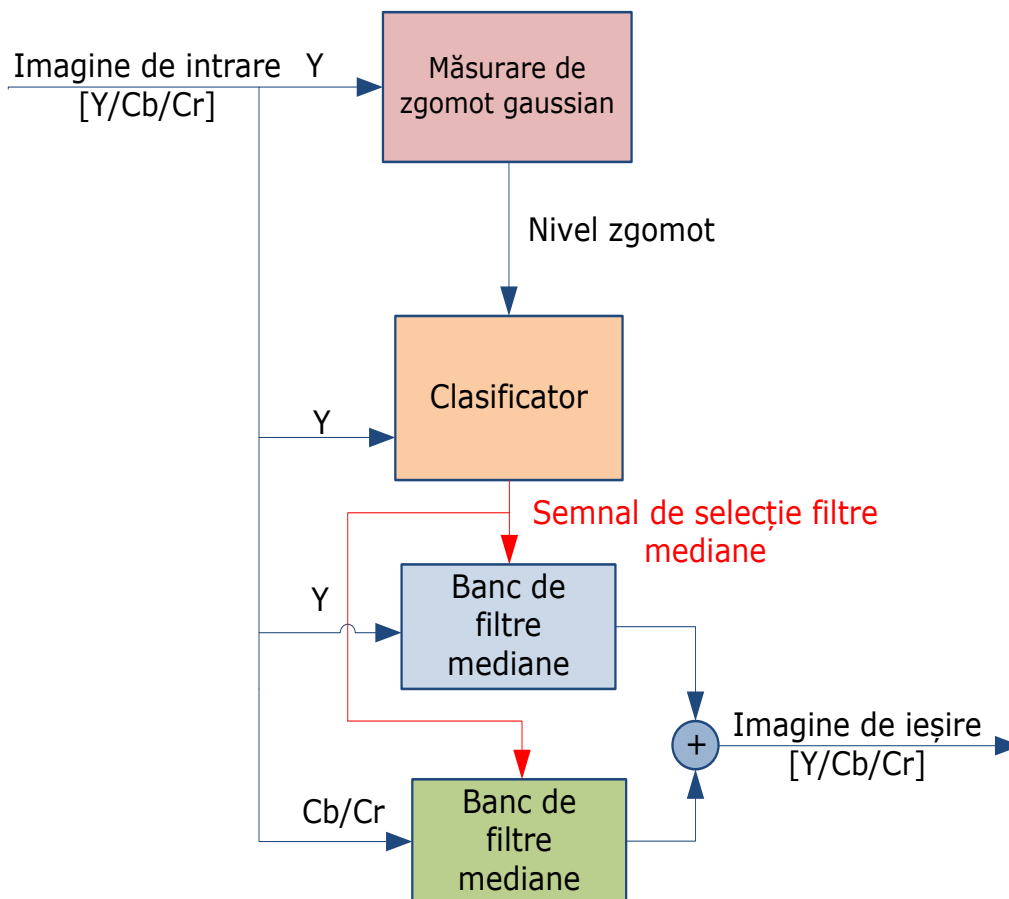 Imagine de intrare Y
[Y/Cb/Cr]
Măsurare de
zgomot gaussian
Nivel zgomot
Clasificator
Y
Semnal de selecție filtre
mediane
Banc de
filtre
mediane
Y
Imagine de ieșire
[Y/Cb/Cr]
+
Cb/Cr
Banc de
filtre
mediane